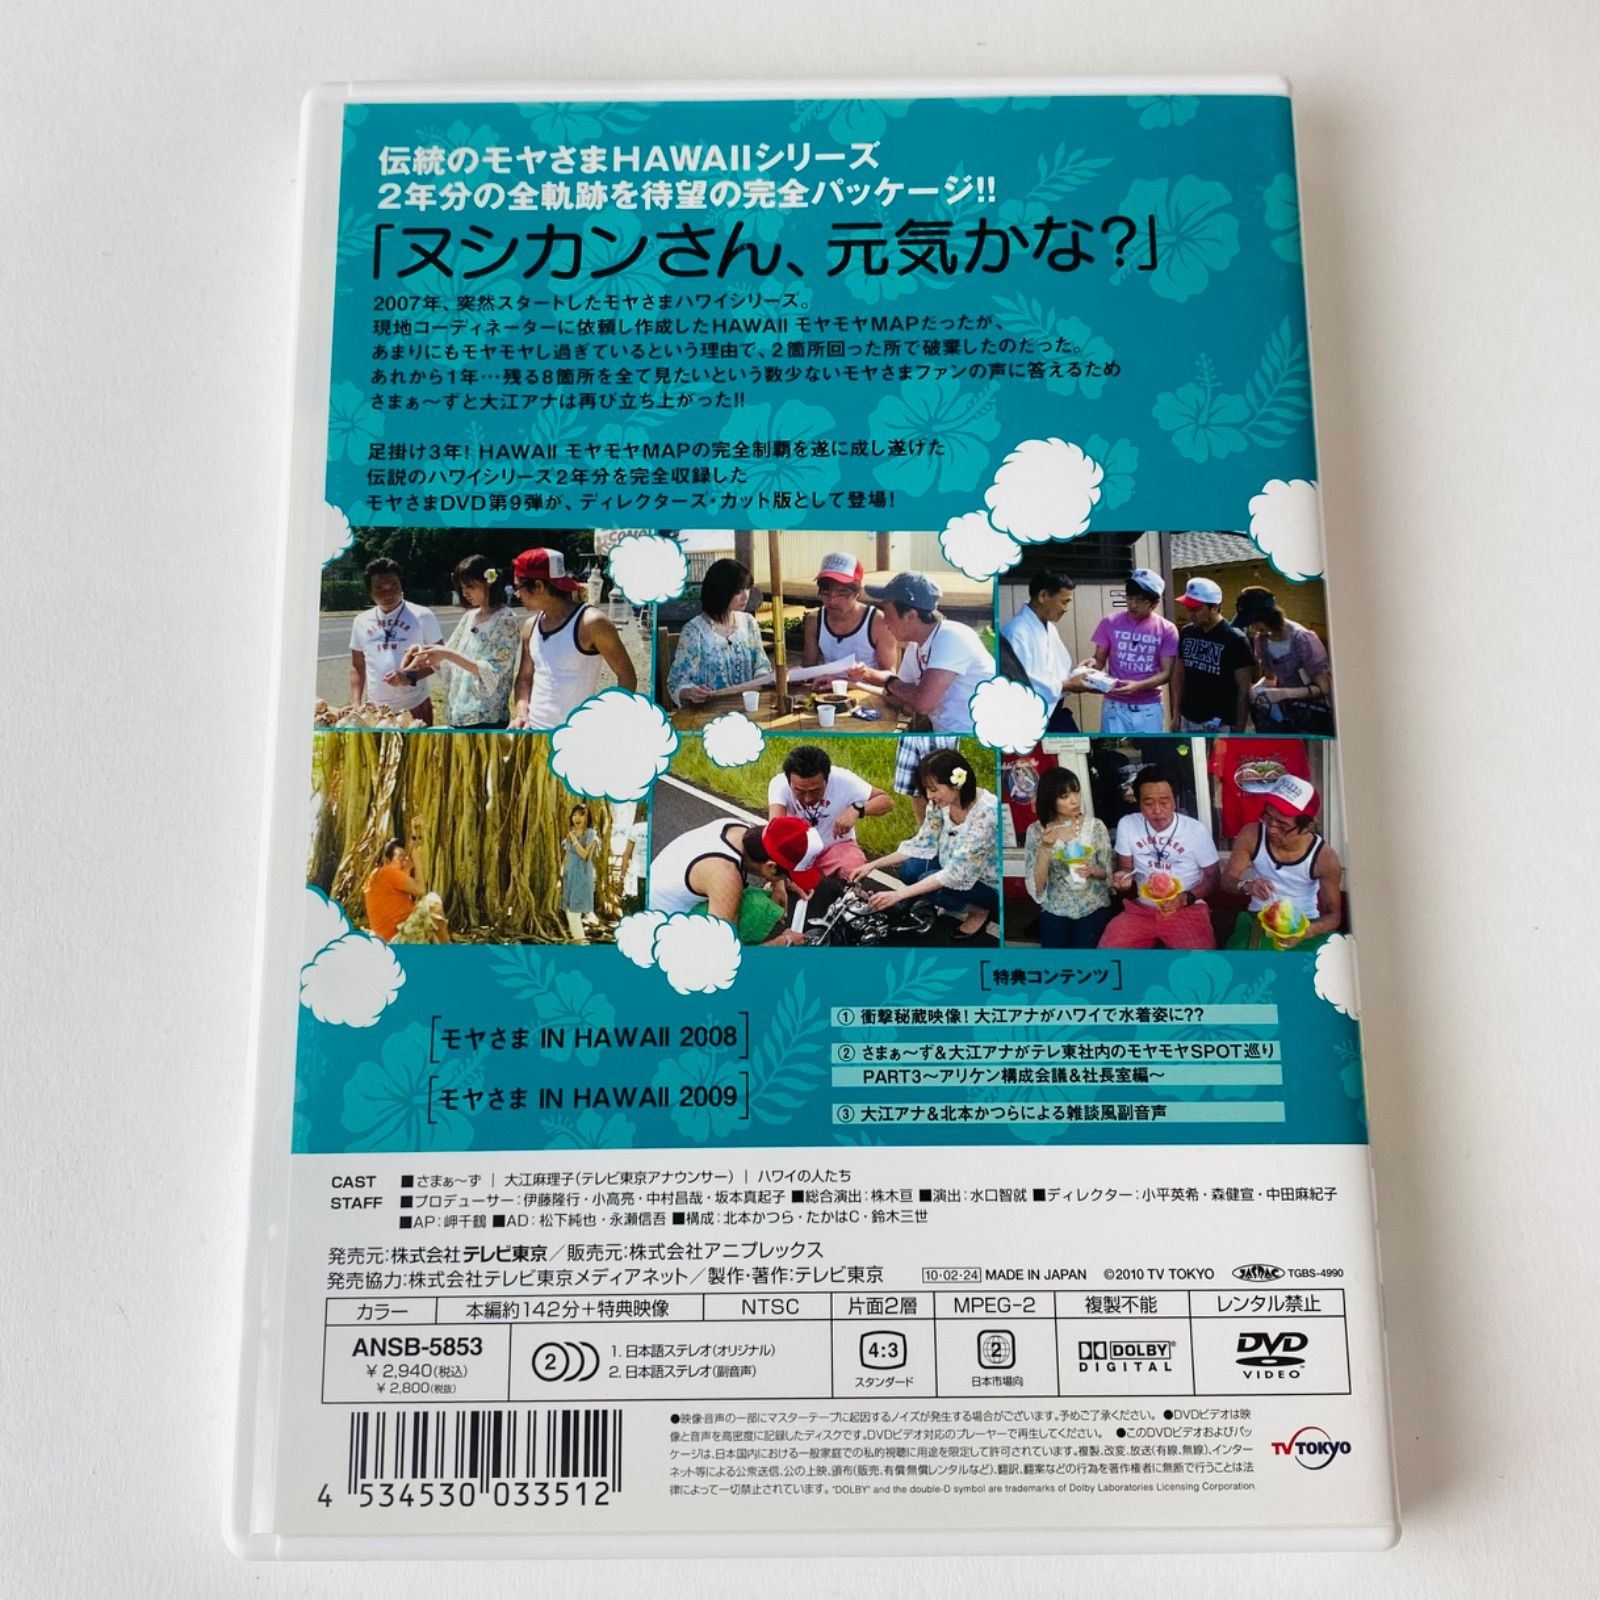 伝統のモヤさまHAWAIIシリーズ
2年分の全軌跡を待望の完全パッケージ!!
「ヌシカンさん、元気かな?」
2007年、突然スタートしたモヤさまハワイシリーズ。
現地コーディネーターに依頼し作成したHAWAII モヤモヤMAPだったが、
あまりにもモヤモヤし過ぎているという理由で、2箇所回った所で破棄したのだった。
あれから1年…残る8箇所を全て見たいという数少ないモヤさまファンの声に答えるため
さまぁ〜ずと大江アナは再び立ち上がった!!
足掛け3年! HAWAII モヤモヤMAPの完全制覇を遂に成し遂げた
伝説のハワイシリーズ2年分を完全収録した
モヤさまDVD第9弾が、ディレクターズ・カット版として登場!
BLEECKER
SWIM
TOUGH
GUYS
WEAR
PINK
BEN
BLEECKER
SWIM
[特典コンテンツ]
① 衝撃秘蔵映像! 大江アナがハワイで水着姿に??
② さまぁ〜ず&大江アナがテレ東社内のモヤモヤSPOT巡り
PART3〜アリケン構成会議&社長室編〜
③ 大江アナ&北本かつらによる雑談風副音声
[モヤさま IN HAWAII 2008]
[モヤさま IN HAWAII 2009]
CAST ■さまぁ〜ず | 大江麻理子(テレビ東京アナウンサー) | ハワイの人たち
STAFF ■プロデューサー:伊藤隆行・小高亮・中村昌哉・坂本真起子 ■総合演出:株木亘 ■演出:水口智就 ■ディレクター:小平英希・森健宣・中田麻紀子
■AP:岬千鶴 ■AD:松下純也・永瀬信吾 ■構成:北本かつら・たかはC・鈴木三世
発売元:株式会社テレビ東京/販売元:株式会社アニプレックス
発売協力:株式会社テレビ東京メディアネット/製作・著作:テレビ東京 10・02・24 MADE IN JAPAN ©2010 TV TOKYO JASRAC TGBS-4990
カラー 本編約142分+特典映像 NTSC 片面2層 MPEG-2 複製不能 レンタル禁止
ANSB-5853
¥2,940(税込)
¥2,800(税抜)
2
1. 日本語ステレオ(オリジナル)
2. 日本語ステレオ(副音声)
4:3
スタンダード
2
日本市場向
DOLBY
DIGITAL
DVD
VIDEO
●映像・音声の一部にマスターテープに起因するノイズが発生する場合がございます。予めご了承ください。 ●DVDビデオは映
像と音声を高密度に記録したディスクです。DVDビデオ対応のプレーヤーで再生してください。 ●このDVDビデオおよびパッ
ケージは、日本国内における一般家庭での私的視聴に用途を限定して許可されています。複製、改変、放送(有線、無線)、インター
ネット等による公衆送信、公の上映、頒布(販売、有償無償レンタルなど)、翻訳、翻案などの行為を著作権者に無断で行うことは法
律によって一切禁止されています。"DOLBY" and the double-D symbol are trademarks of Dolby Laboratories Licensing Corporation.
TV TOKYO
4 534530 033512